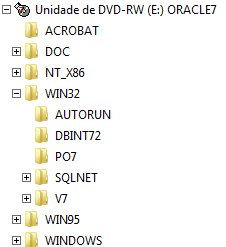 Unidade de DVD-RW (E:) ORACLE7
ACROBAT
DOC
NT_X86
WIN32
AUTORUN
DBINT72
PO7
SQLNET
V7
WIN95
WINDOWS